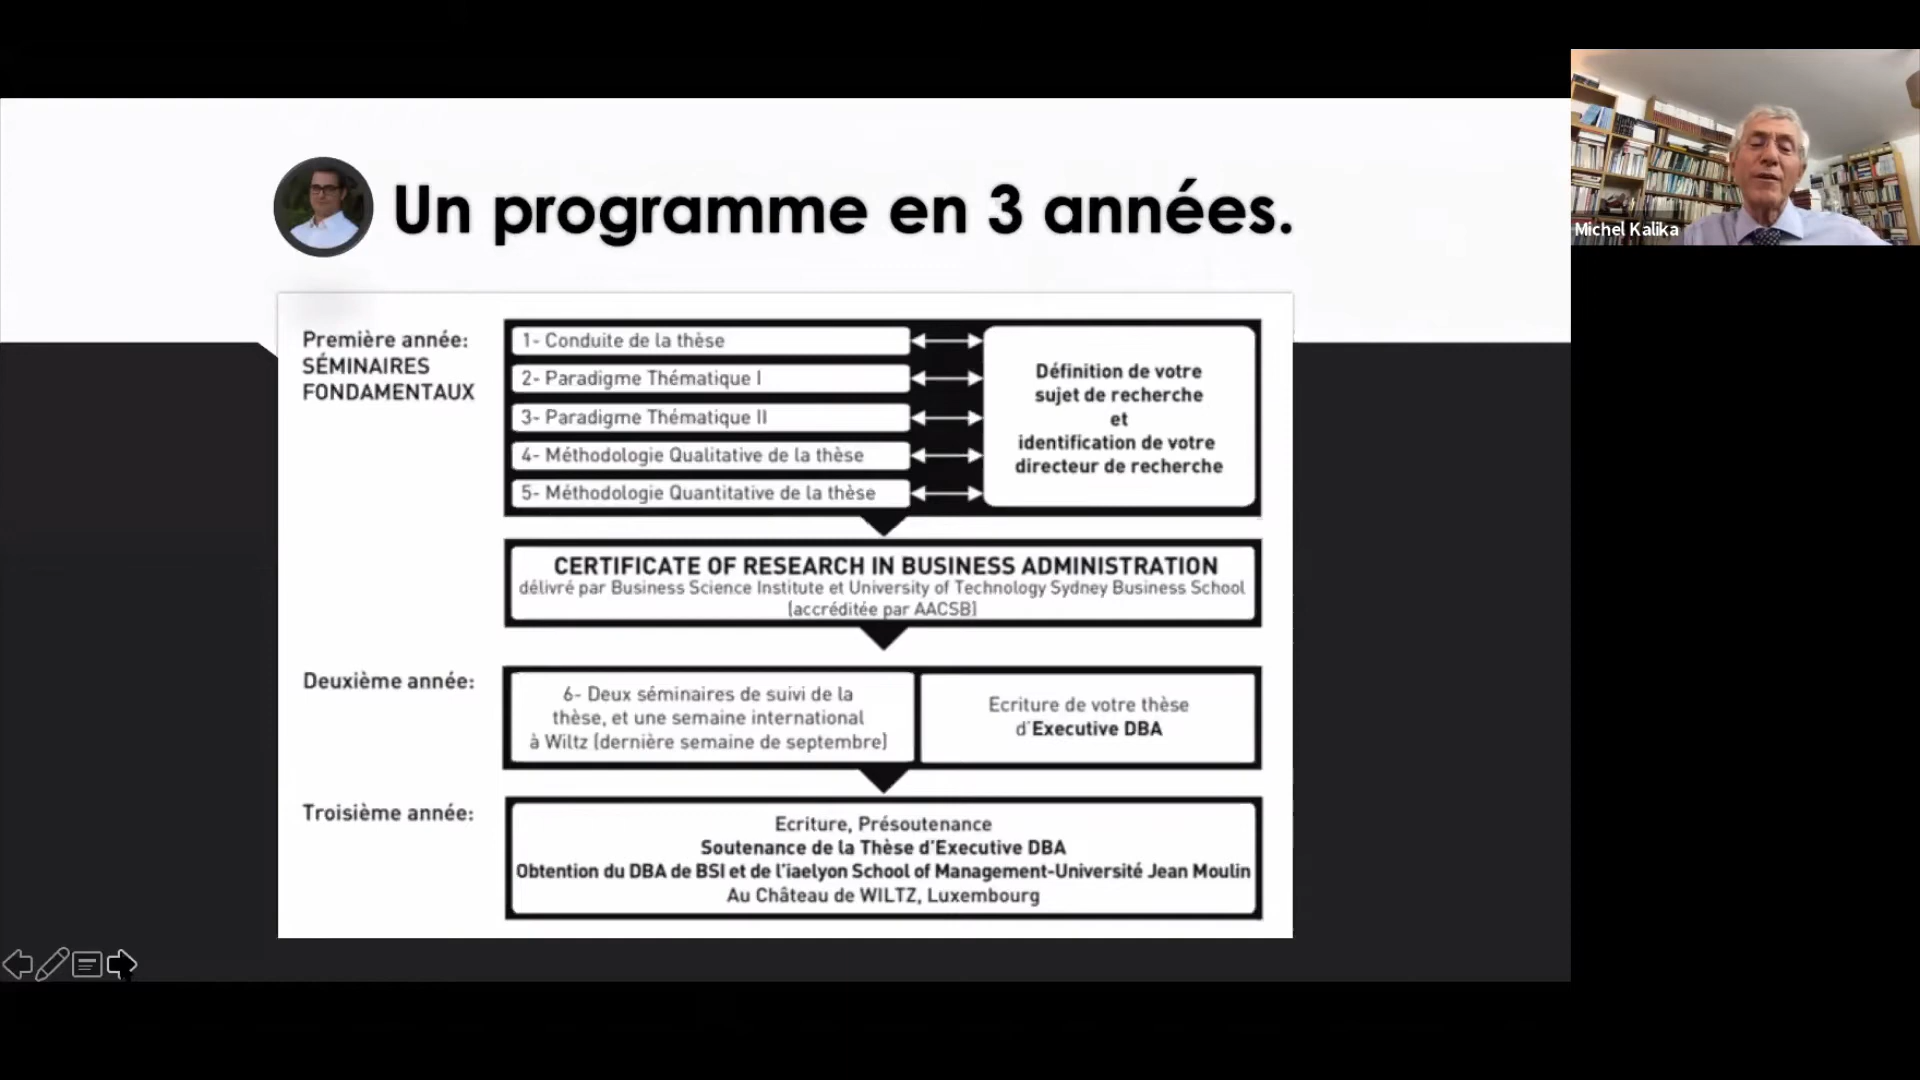 Un programme en 3 années.
Michel Kalika
Première année:
SÉMINAIRES
FONDAMENTAUX
1- Conduite de la thèse
2- Paradigme Thématique I
3- Paradigme Thématique II
4- Méthodologie Qualitative de la thèse
5- Méthodologie Quantitative de la thèse
Définition de votre
sujet de recherche
et
identification de votre
directeur de recherche
CERTIFICATE OF RESEARCH IN BUSINESS ADMINISTRATION
délivré par Business Science Institute et University of Technology Sydney Business School
(accréditée par AACSB)
Deuxième année:
6- Deux séminaires de suivi de la
thèse, et une semaine international
à Wiltz (dernière semaine de septembre)
Ecriture de votre thèse
d'Executive DBA
Troisième année:
Ecriture, Présoutenance
Soutenance de la Thèse d'Executive DBA
Obtention du DBA de BSI et de l'iaelyon School of Management-Université Jean Moulin
Au Château de WILTZ, Luxembourg